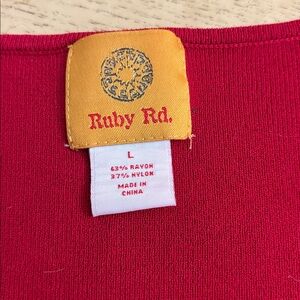 Ruby Rd.
L
63% RAYON
37% NYLON
MADE IN
CHINA